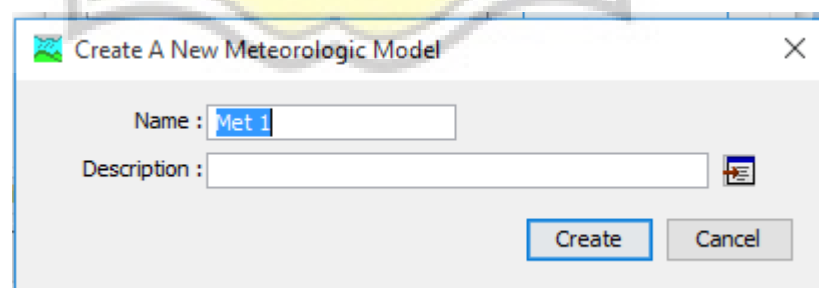 Create A New Meteorologic Model
Name : Met 1
Description :
Create Cancel